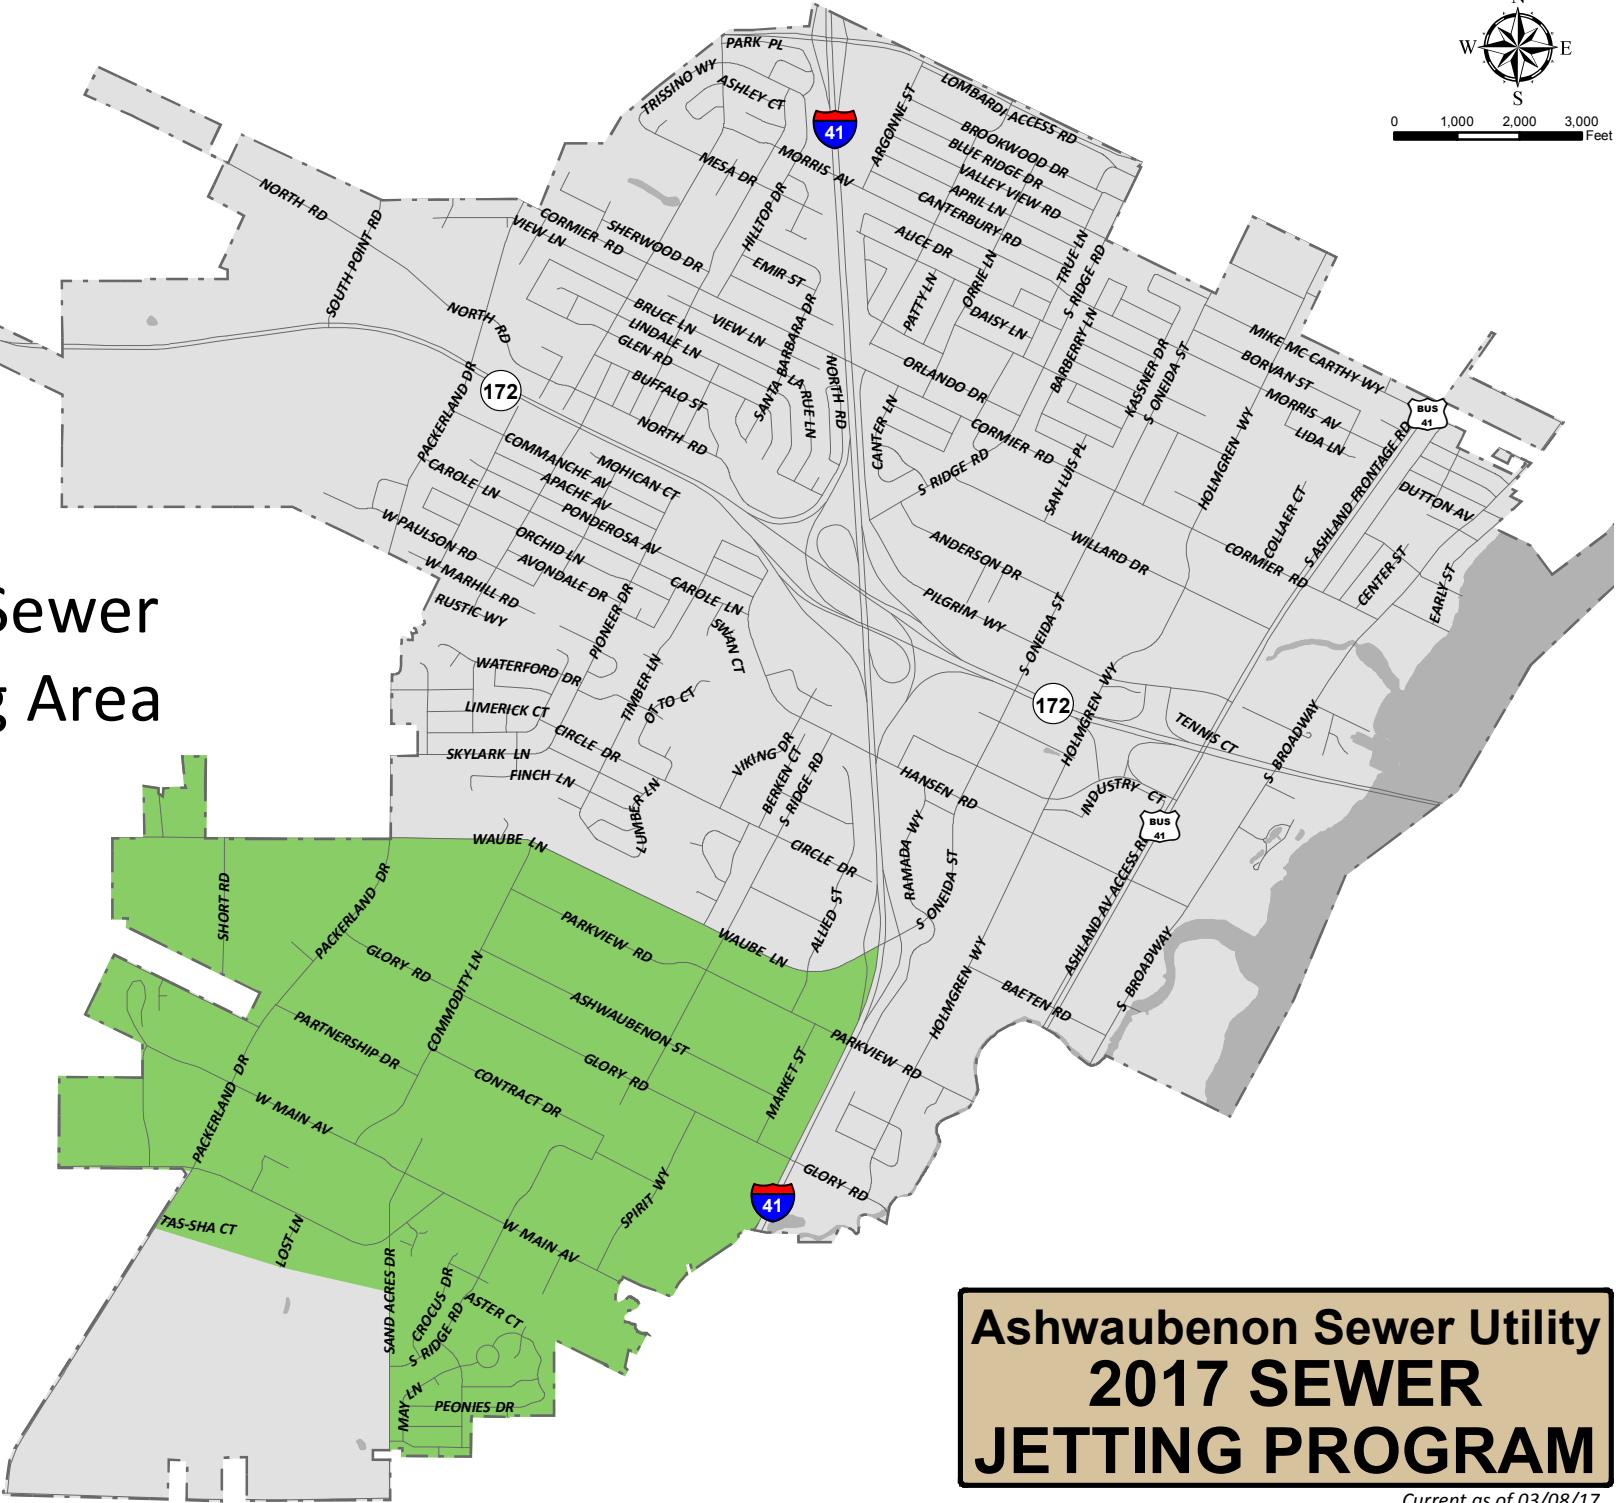 N
W E
S
0 1,000 2,000 3,000
Feet
PARK PL
TRISSINO WY
ASHLEY CT
41
ARGONNE ST
LOMBARDI ACCESS RD
BROOKWOOD DR
BLUE RIDGE DR
VALLEY VIEW RD
APRIL LN
CANTERBURY RD
MORRIS AV
MESA DR
HILLTOP DR
NORTH RD
SOUTH POINT RD
CORMIER RD
VIEW LN
SHERWOOD DR
EMIR ST
ALICE DR
TRUE LN
S RIDGE RD
ORRIE LN
PATTY LN
DAISY LN
NORTH RD
BRUCE LN
LINDALE LN
GLEN RD
VIEW LN
SANTA BARBARA DR
BARBERRY LN
KASSNER DR
S ONEIDA ST
MIKE MC CARTHY WY
BORVAN ST
MORRIS AV
LIDA LN
BUS
41
172
PACKERLAND DR
BUFFALO ST
LA RUE LN
NORTH RD
ORLANDO DR
CANTER LN
NORTH RD
CORMIER RD
S RIDGE RD
SAN LUIS PL
HOLMGREN WY
COLLAER CT
S ASHLAND FRONTAGE RD
DUTTON AV
COMMANCHE AV
MOHICAN CT
APACHE AV
CAROLE LN
PONDEROSA AV
W PAULSON RD
ORCHID LN
AVONDALE DR
W MARHILL RD
RUSTIC WY
ANDERSON DR
WILLARD DR
CORMIER RD
CENTER ST
EARLY ST
PIONEER DR
CAROLE LN
SWAN CT
PILGRIM WY
S ONEIDA ST
Sewer
Area
WATERFORD DR
TIMBER LN
OTTO CT
LIMERICK CT
CIRCLE DR
SKYLARK LN
FINCH LN
LUMBER LN
172
HOLMGREN WY
TENNIS CT
S BROADWAY
VIKING DR
BERKEN CT
S RIDGE RD
HANSEN RD
INDUSTRY CT
BUS
41
WAUBE LN
CIRCLE DR
RAMADA WY
S ONEIDA ST
ALLIED ST
ASHLAND AV ACCESS RD
SHORT RD
PACKERLAND DR
PARKVIEW RD
WAUBE LN
GLORY RD
COMMODITY LN
HOLMGREN WY
BAETEN RD
S BROADWAY
ASHWAUBENON ST
PARTNERSHIP DR
GLORY RD
MARKET ST
PARKVIEW RD
CONTRACT DR
PACKERLAND DR
W MAIN AV
SPIRIT WY
GLORY RD
41
TAS-SHA CT
LOST LN
W MAIN AV
SAND ACRES DR
CROCUS DR
S RIDGE RD
ASTER CT
MAY LN
PEONIES DR
Ashwaubenon Sewer Utility
2017 SEWER
JETTING PROGRAM
Current as of 03/08/17